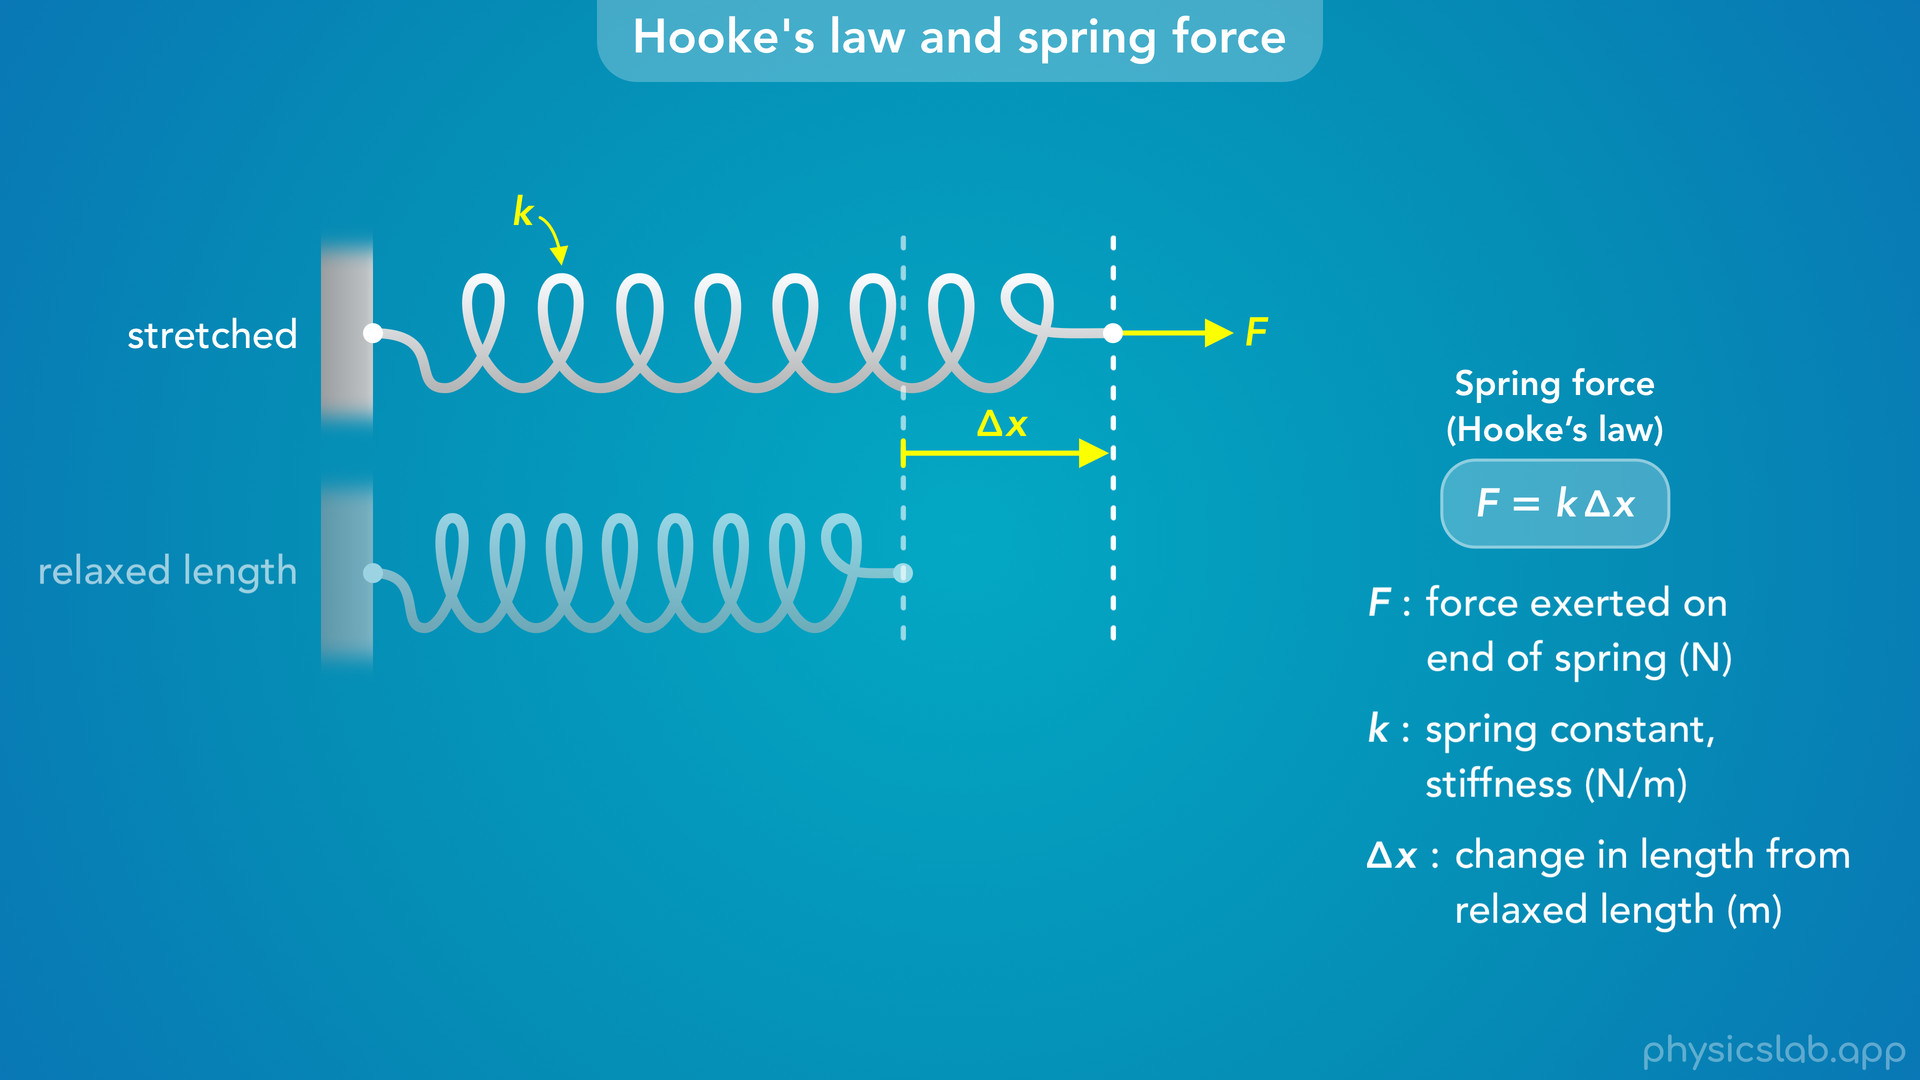 Hooke's law and spring force
k
stretched
F
Δx
relaxed length
Spring force
(Hooke’s law)
F = k Δx
F : force exerted on
end of spring (N)
k : spring constant,
stiffness (N/m)
Δx : change in length from
relaxed length (m)
physicslab.app